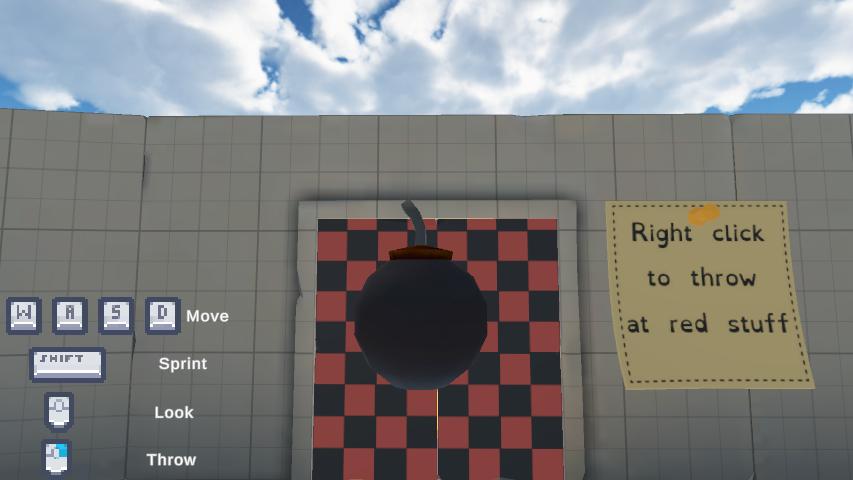 Right click
to throw
at red stuff
W A S D Move
SHIFT Sprint
Look
Throw